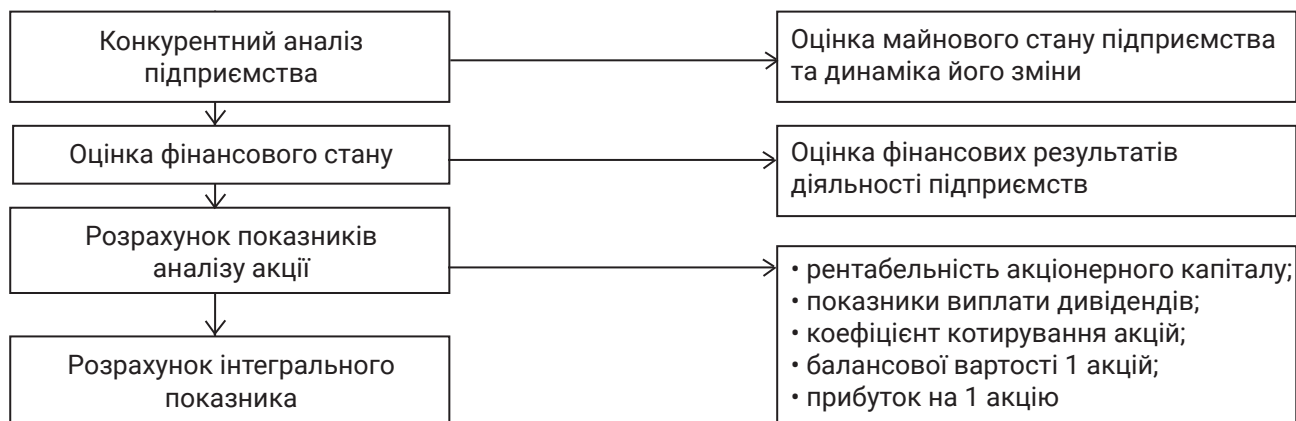 Конкурентний аналіз
підприємства
Оцінка майнового стану підприємства
та динаміка його зміни
Оцінка фінансового стану
Оцінка фінансових результатів
діяльності підприємств
Розрахунок показників
аналізу акції
• рентабельність акціонерного капіталу;
• показники виплати дивідендів;
• коефіцієнт котирування акцій;
• балансової вартості 1 акцій;
• прибуток на 1 акцію
Розрахунок інтегрального
показника